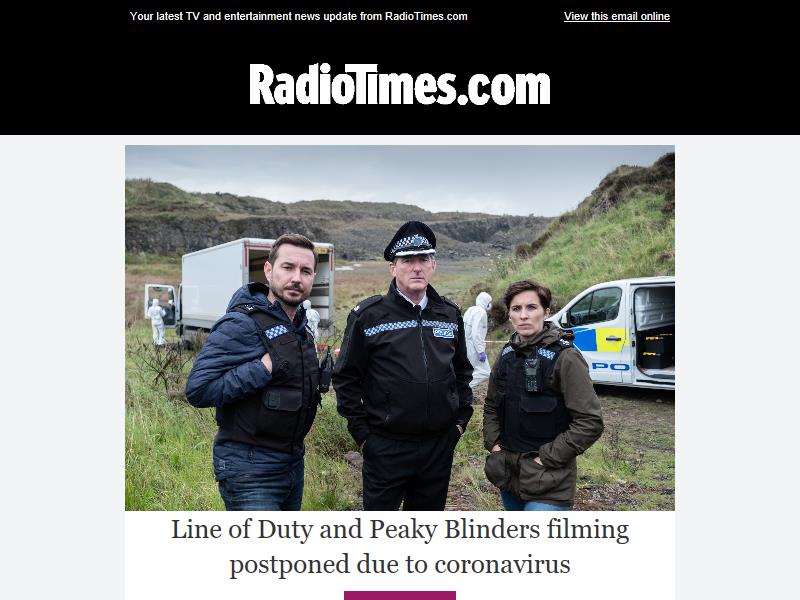 Your latest TV and entertainment news update from RadioTimes.com
View this email online
RadioTimes.com
POLICE
Line of Duty and Peaky Blinders filming
postponed due to coronavirus